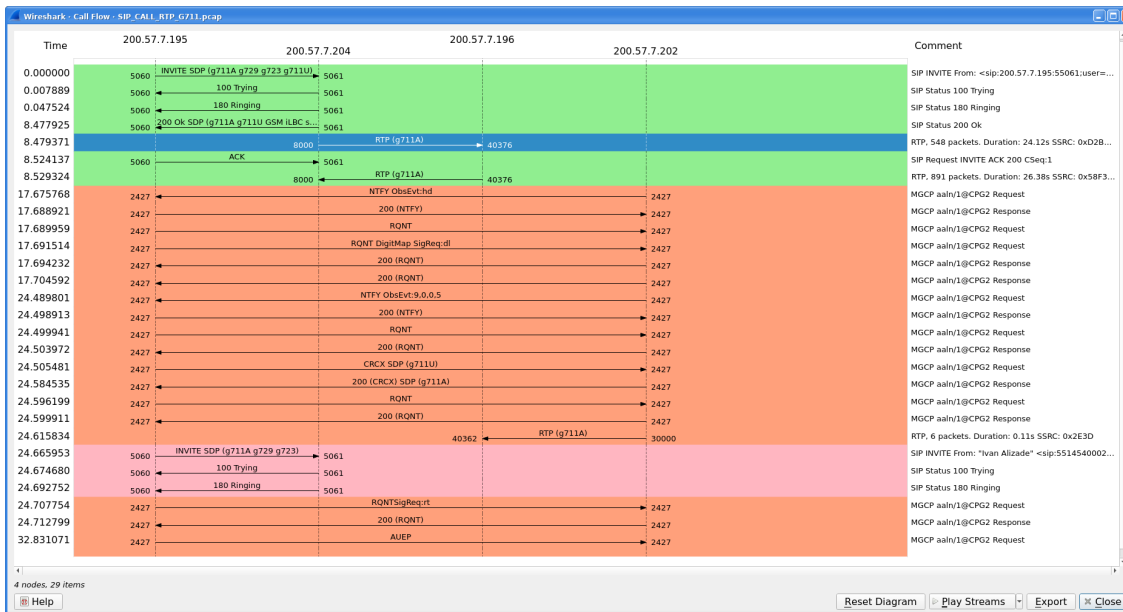 Wireshark · Call Flow · SIP_CALL_RTP_G711.pcap
Time 200.57.7.195 200.57.7.204 200.57.7.196 200.57.7.202 Comment
0.000000 5060 INVITE SDP (g711A g729 g723 g711U) 5061 SIP INVITE From: <sip:200.57.7.195:55061;user=...
0.007889 5060 100 Trying 5061 SIP Status 100 Trying
0.047524 5060 180 Ringing 5061 SIP Status 180 Ringing
8.477925 5060 200 Ok SDP (g711A g711U GSM iLBC s... 5061 SIP Status 200 Ok
8.479371 8000 RTP (g711A) 40376 RTP, 548 packets. Duration: 24.12s SSRC: 0xD2B...
8.524137 5060 ACK 5061 SIP Request INVITE ACK 200 CSeq:1
8.529324 8000 RTP (g711A) 40376 RTP, 891 packets. Duration: 26.38s SSRC: 0x58F3...
17.675768 2427 NTFY ObsEvt:hd 2427 MGCP aaln/1@CPG2 Request
17.688921 2427 200 (NTFY) 2427 MGCP aaln/1@CPG2 Response
17.689959 2427 RQNT 2427 MGCP aaln/1@CPG2 Request
17.691514 2427 RQNT DigitMap SigReq:dl 2427 MGCP aaln/1@CPG2 Request
17.694232 2427 200 (RQNT) 2427 MGCP aaln/1@CPG2 Response
17.704592 2427 200 (RQNT) 2427 MGCP aaln/1@CPG2 Response
24.489801 2427 NTFY ObsEvt:9,0,0,5 2427 MGCP aaln/1@CPG2 Request
24.498913 2427 200 (NTFY) 2427 MGCP aaln/1@CPG2 Response
24.499941 2427 RQNT 2427 MGCP aaln/1@CPG2 Request
24.503972 2427 200 (RQNT) 2427 MGCP aaln/1@CPG2 Response
24.505481 2427 CRCX SDP (g711U) 2427 MGCP aaln/1@CPG2 Request
24.584535 2427 200 (CRCX) SDP (g711A) 2427 MGCP aaln/1@CPG2 Response
24.596199 2427 RQNT 2427 MGCP aaln/1@CPG2 Request
24.599911 2427 200 (RQNT) 2427 MGCP aaln/1@CPG2 Response
24.615834 40362 RTP (g711A) 30000 RTP, 6 packets. Duration: 0.11s SSRC: 0x2E3D
24.665953 5060 INVITE SDP (g711A g729 g723) 5061 SIP INVITE From: "Ivan Alizade" <sip:5514540002...
24.674680 5060 100 Trying 5061 SIP Status 100 Trying
24.692752 5060 180 Ringing 5061 SIP Status 180 Ringing
24.707754 2427 RQNTSigReq:rt 2427 MGCP aaln/1@CPG2 Request
24.712799 2427 200 (RQNT) 2427 MGCP aaln/1@CPG2 Response
32.831071 2427 AUEP 2427 MGCP aaln/1@CPG2 Request
4 nodes, 29 items
Help Reset Diagram Play Streams Export Close